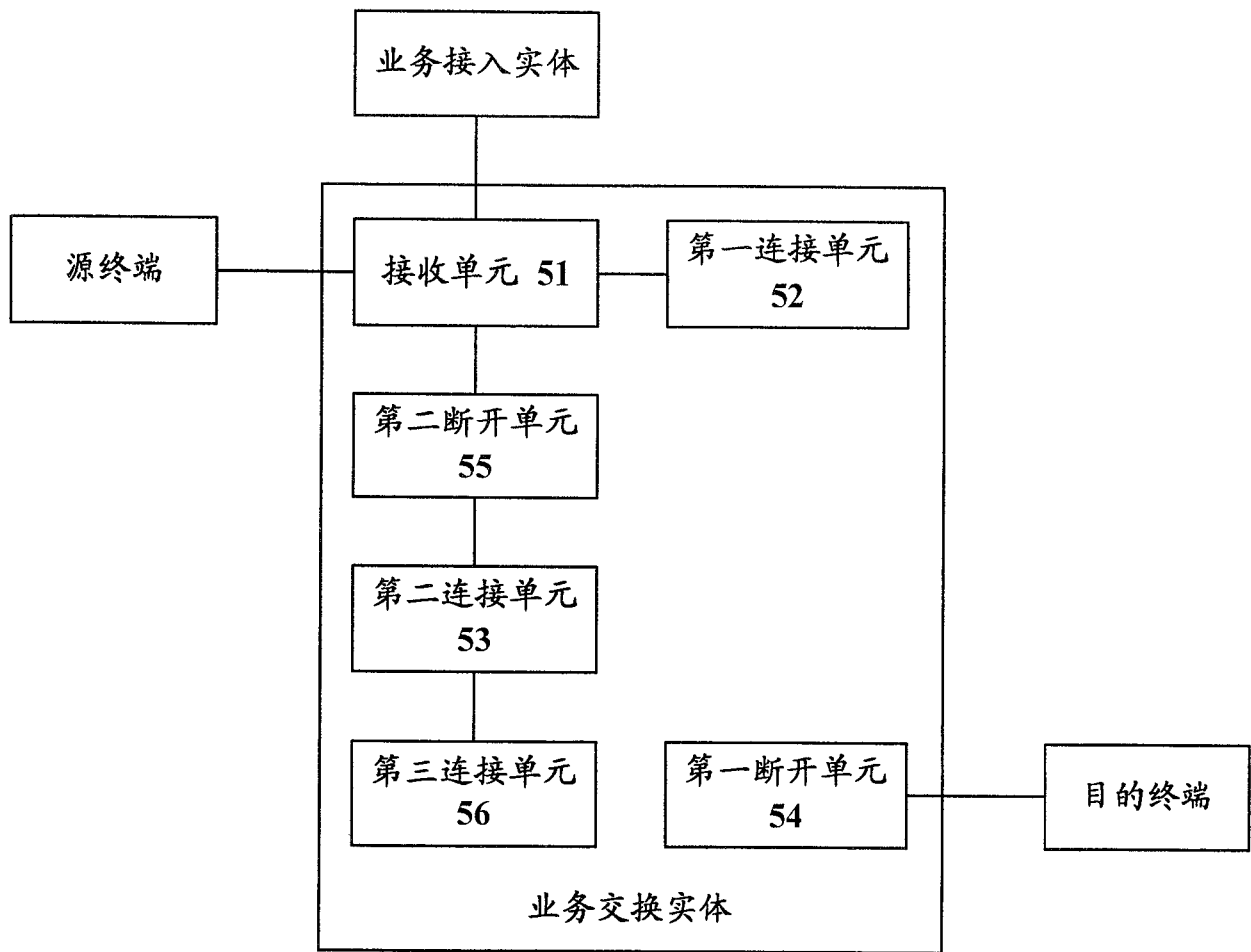 业务接入实体
源终端
接收单元 51
第一连接单元
52
第二断开单元
55
第二连接单元
53
第三连接单元
56
第一断开单元
54
目的终端
业务交换实体